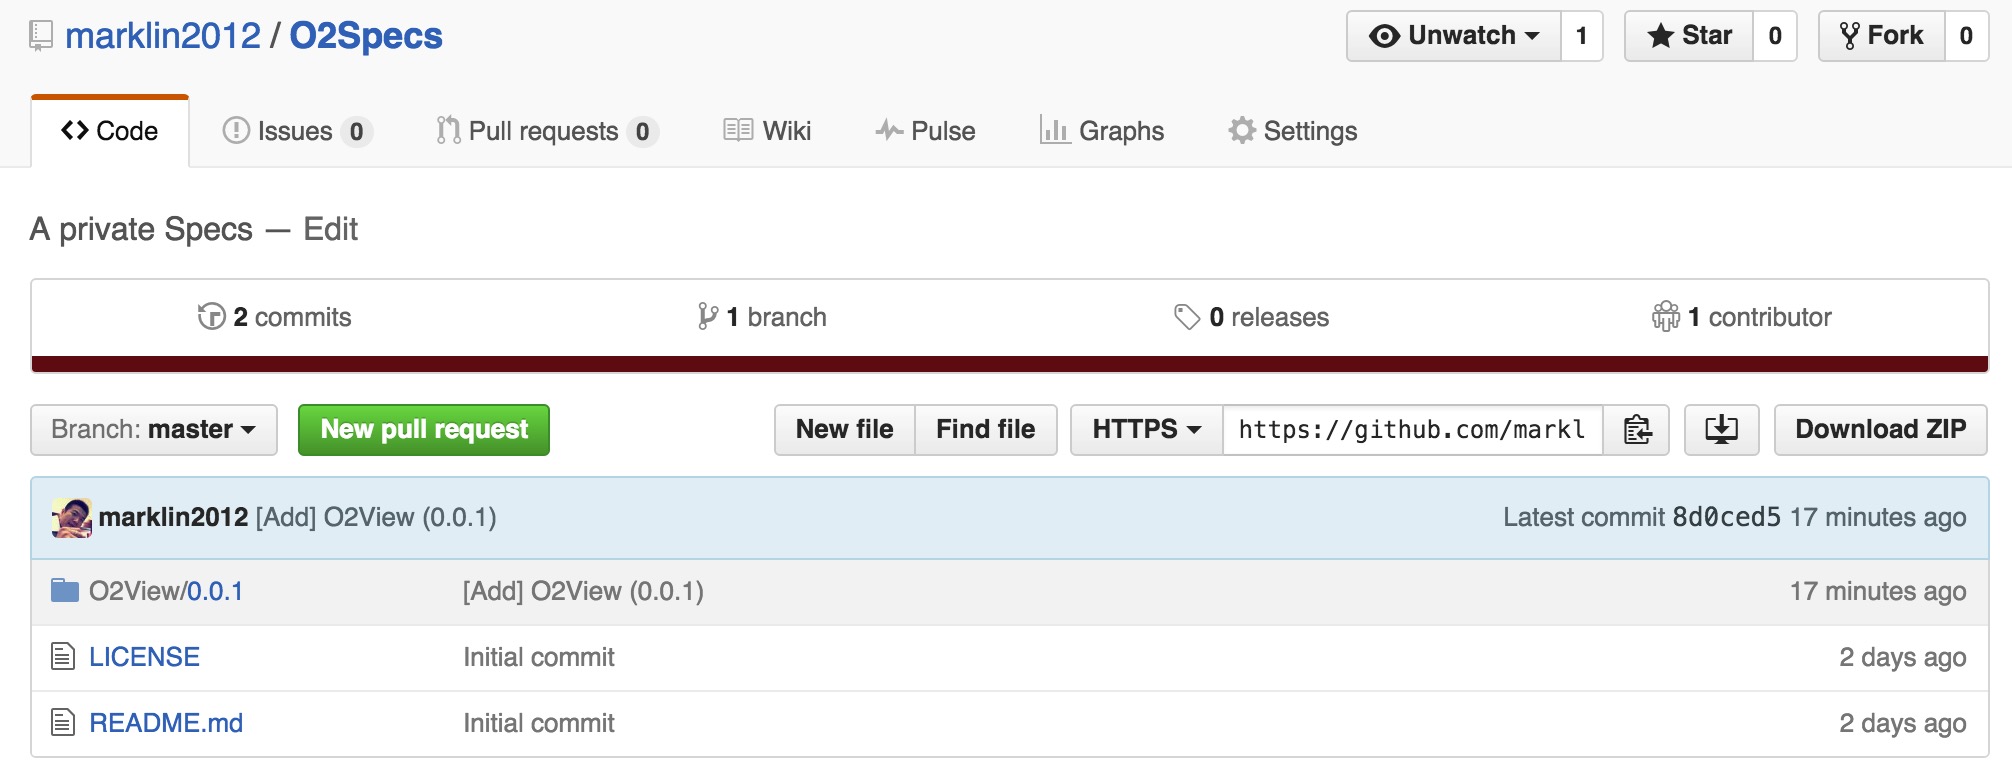 marklin2012 / O2Specs
Unwatch 1 Star 0 Fork 0
Code Issues 0 Pull requests 0 Wiki Pulse Graphs Settings
A private Specs — Edit
2 commits 1 branch 0 releases 1 contributor
Branch: master New pull request New file Find file HTTPS https://github.com/markl Download ZIP
marklin2012 [Add] O2View (0.0.1) Latest commit 8d0ced5 17 minutes ago
O2View/0.0.1 [Add] O2View (0.0.1) 17 minutes ago
LICENSE Initial commit 2 days ago
README.md Initial commit 2 days ago